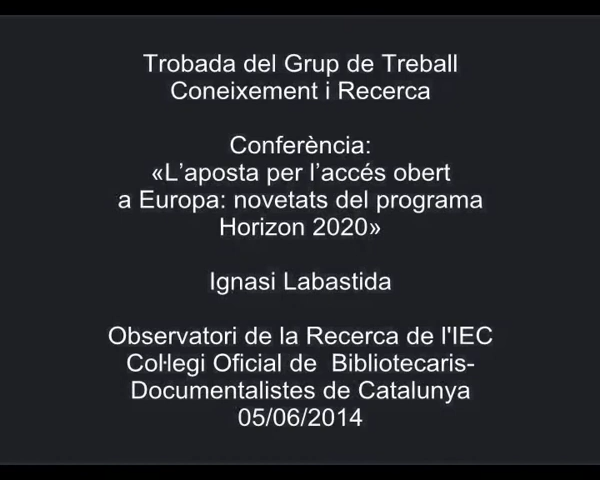 Trobada del Grup de Treball
Coneixement i Recerca
Conferència:
«L'aposta per l'accés obert
a Europa: novetats del programa
Horizon 2020»
Ignasi Labastida
Observatori de la Recerca de l'IEC
Col·legi Oficial de  Bibliotecaris-
Documentalistes de Catalunya
05/06/2014